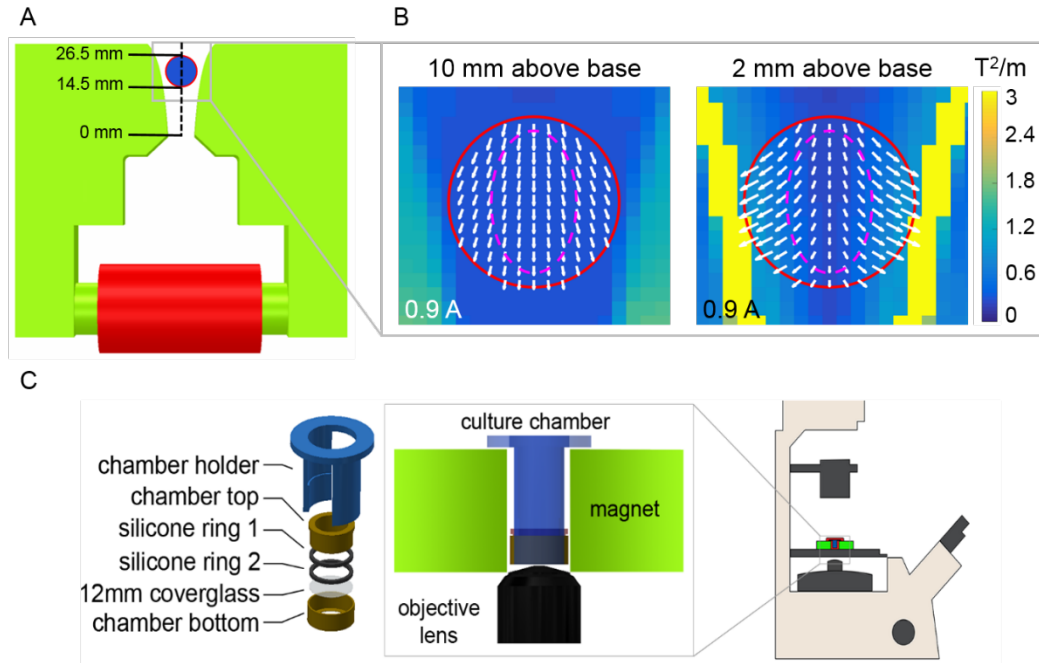 A
26.5 mm
14.5 mm
0 mm
B
10 mm above base
2 mm above base
T²/m
0.9 A
0.9 A
3
2.4
1.8
1.2
0.6
0
C
chamber holder
chamber top
silicone ring 1
silicone ring 2
12mm coverglass
chamber bottom
culture chamber
magnet
objective
lens